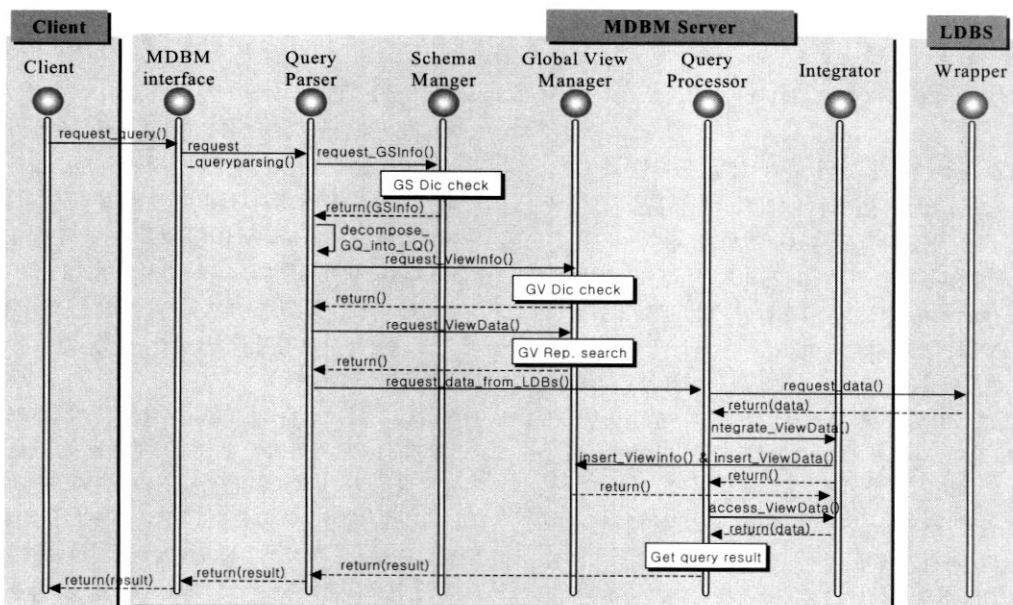 Client
MDBM Server
LDBS
Client
MDBM
interface
Query
Parser
Schema
Manger
Global View
Manager
Query
Processor
Integrator
Wrapper
request_query()
request
_queryparsing()
request_GSInfo()
GS Dic check
return(GSInfo)
decompose_
GQ_into_LQ()
request_ViewInfo()
GV Dic check
return()
request_ViewData()
GV Rep. search
return()
request_data_from_LDBs()
request_data()
return(data)
ntegrate_ViewData()
insert_Viewinfo() & insert_ViewData()
return()
return()
access_ViewData()
return(data)
Get query result
return(result)
return(result)
return(result)